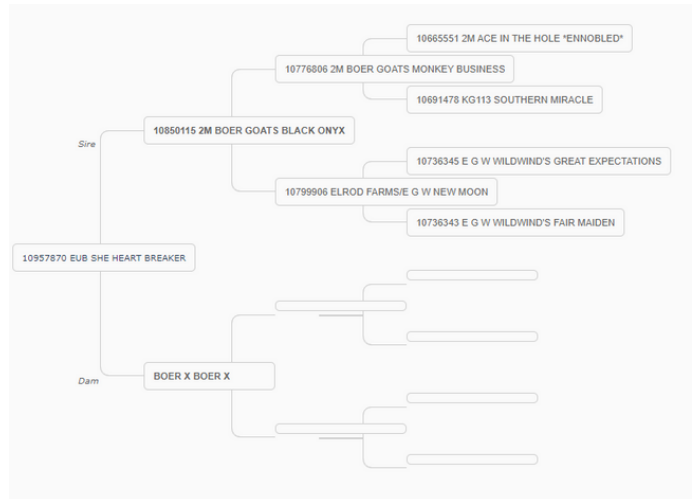 10665551 2M ACE IN THE HOLE *ENNOBLED*
10776806 2M BOER GOATS MONKEY BUSINESS
10691478 KG113 SOUTHERN MIRACLE
10850115 2M BOER GOATS BLACK ONYX
Sire
10736345 E G W WILDWIND'S GREAT EXPECTATIONS
10799906 ELROD FARMS/E G W NEW MOON
10736343 E G W WILDWIND'S FAIR MAIDEN
10957870 EUB SHE HEART BREAKER
BOER X BOER X
Dam